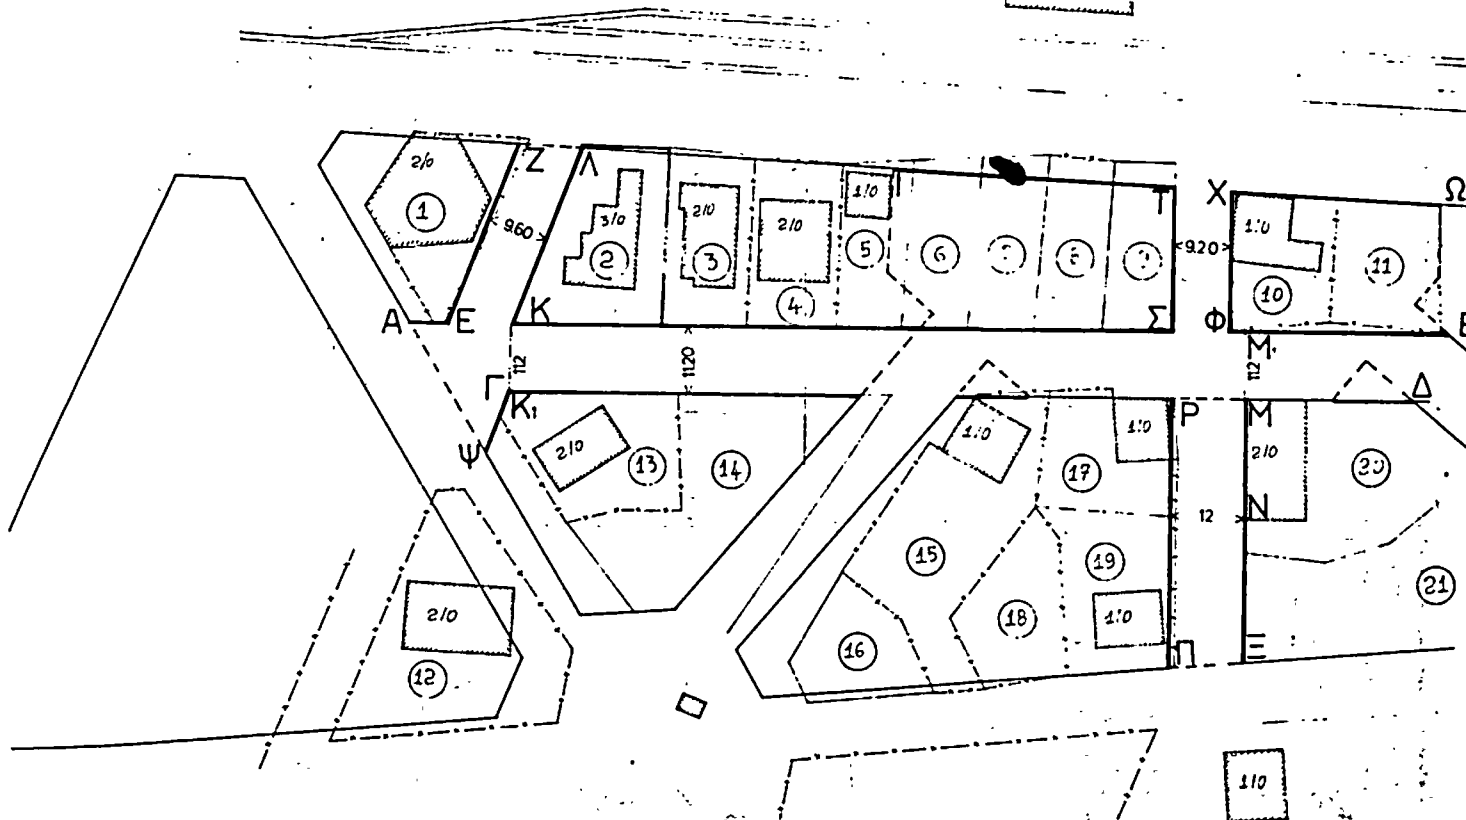 Ζ Λ
2/0 1 9.60 3/0 2 2/0 3 2/0 4 1/0 5 6 Τ Χ Ω
9.20 1/0 10 11
Α Ε Κ Σ Φ Μ₁
112 1120 112
Γ Κ₁ Ρ Μ Δ
Ψ 2/0 13 14 1/0 17 1/0 2/0 20
Ν 12
15 19 21
2/0 12 16 18 1/0 Π Ξ
1/0